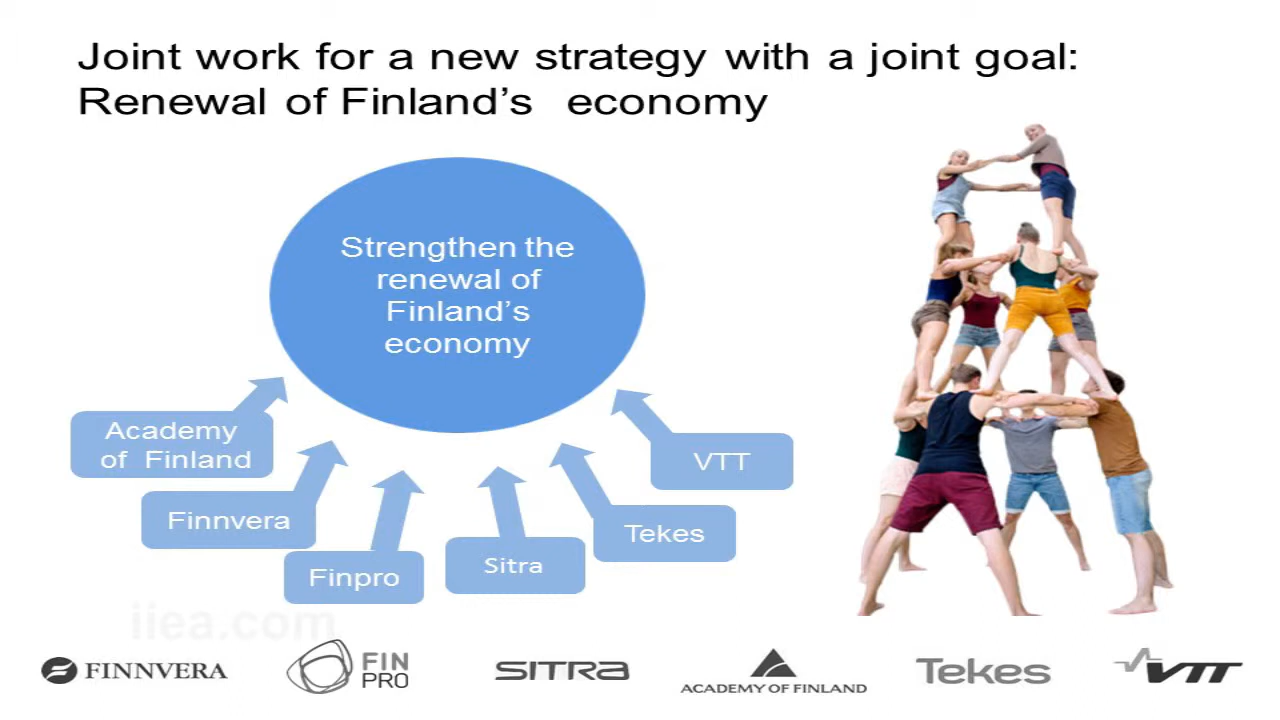 Joint work for a new strategy with a joint goal:
Renewal of Finland’s economy
Strengthen the
renewal of
Finland’s
economy
Academy
of Finland
Finnvera
Finpro
Sitra
Tekes
VTT
iiea.com
FINNVERA
FIN
PRO
SITRA
ACADEMY OF FINLAND
Tekes
VTT